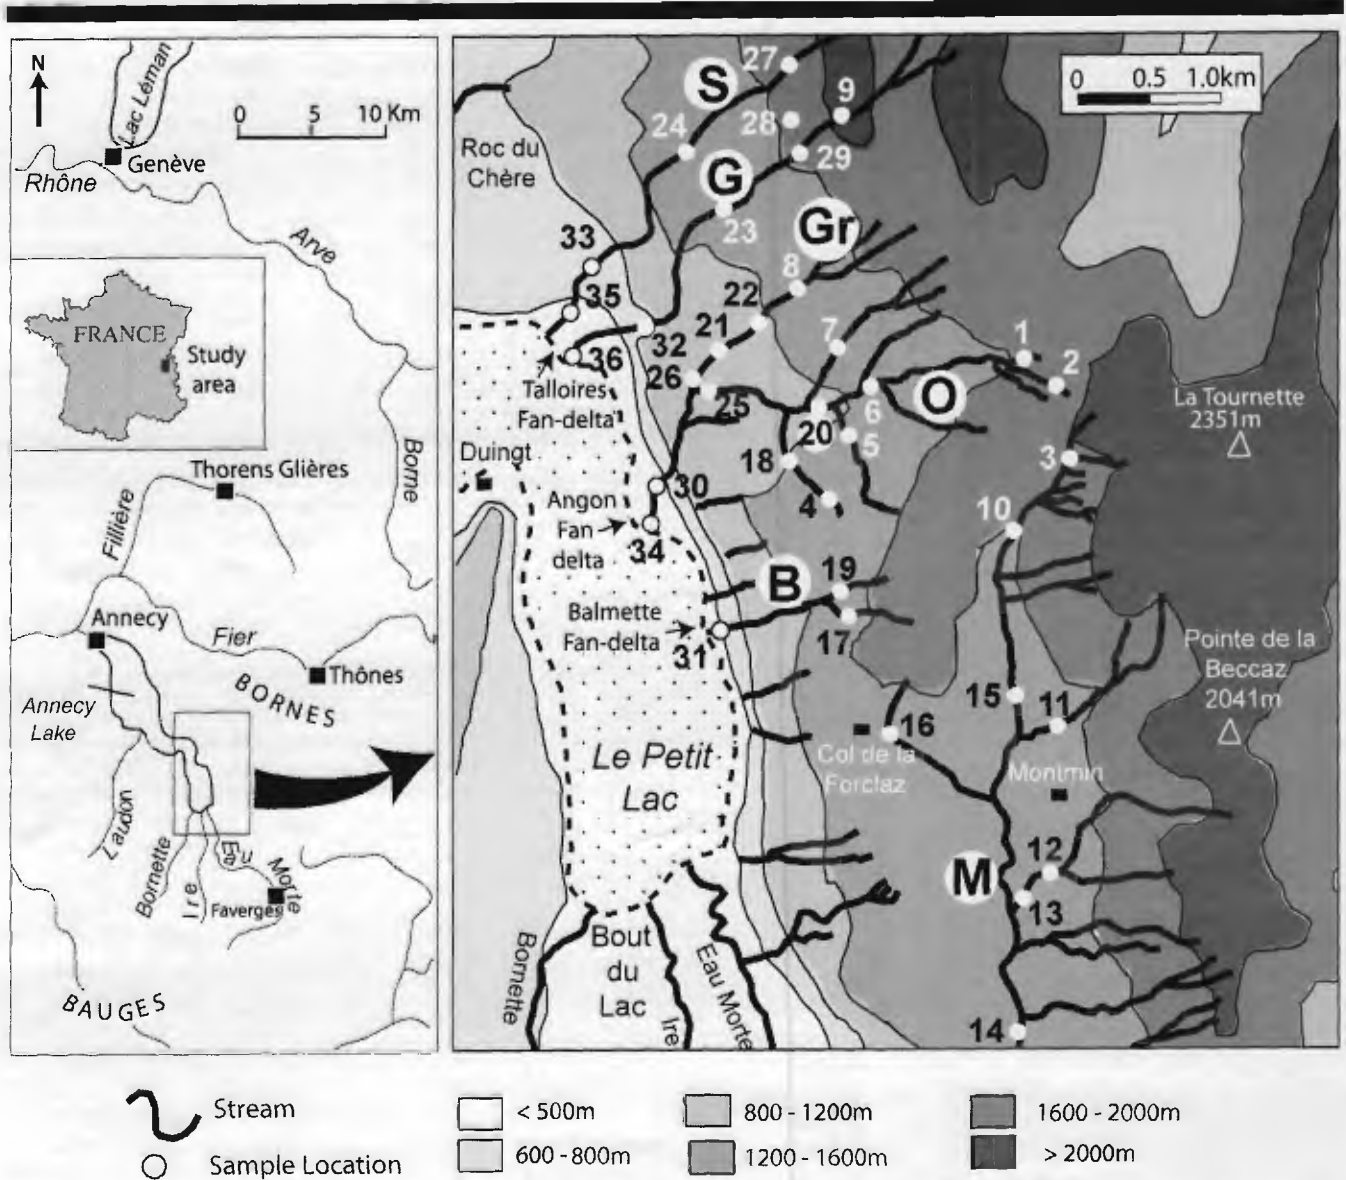 N
Lac Léman
0 5 10 Km
Genève
Rhône
Arve
FRANCE
Study
area
Borne
Thorens Glières
Fillière
Annecy
Fier
Thônes
BORNES
Annecy
Lake
Laudon
Bornette
Ire
Eau Morte
Faverges
BAUGES
0 0.5 1.0km
27
S
9
24
28
29
Roc du
Chère
G
23
Gr
33
8
22
35
21
7
1
32
36
2
26
Talloires
Fan-delta
25
6
O
La Tournette
2351m
20
5
Duingt
18
3
30
Angon
Fan
delta
4
10
34
B
19
Balmette
Fan-delta
17
31
Pointe de la
Beccaz
2041m
15
11
16
Le Petit
Lac
Col de la
Forclaz
Montmin
12
M
13
Bout
du
Lac
Bornette
Ire
Eau Morte
14
Stream
Sample Location
< 500m
600 - 800m
800 - 1200m
1200 - 1600m
1600 - 2000m
> 2000m